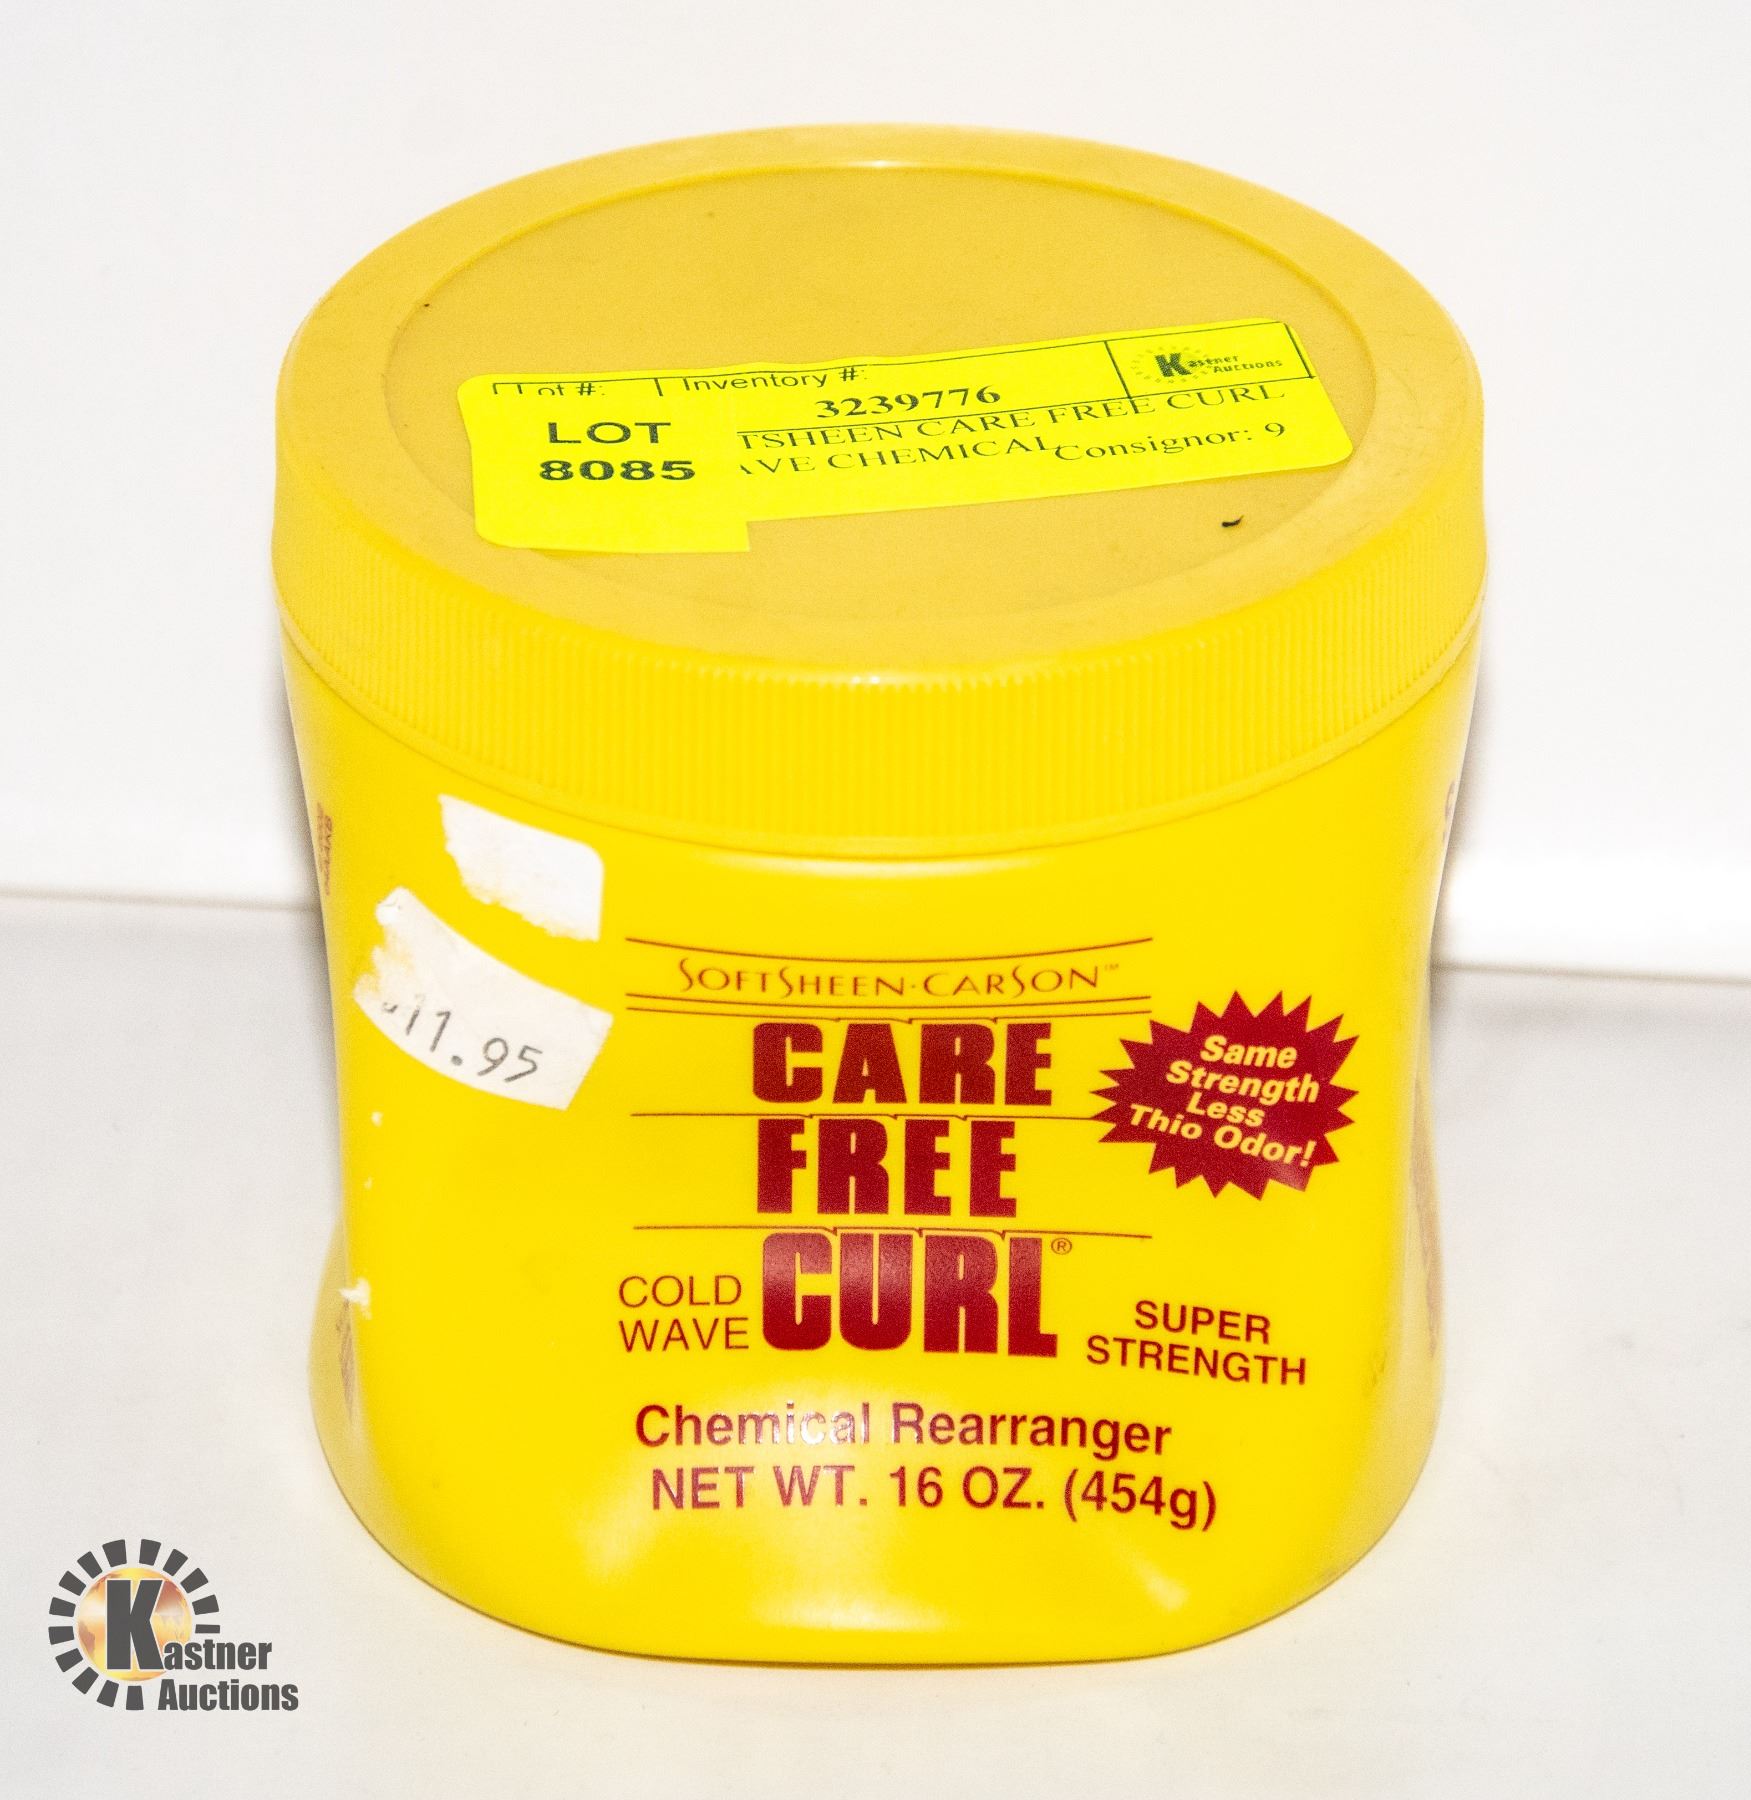 Lot #:
Inventory #:
Kastner
Auctions
3239776
LOT
8085
TSHEEN CARE FREE CURL
AVE CHEMICAL
Consignor: 9
11.95
SOFTSHEEN·CARSON™
CARE
FREE
CURL®
Same
Strength
Less
Thio Odor!
COLD
WAVE
SUPER
STRENGTH
Chemical Rearranger
NET WT. 16 OZ. (454g)
Kastner
Auctions